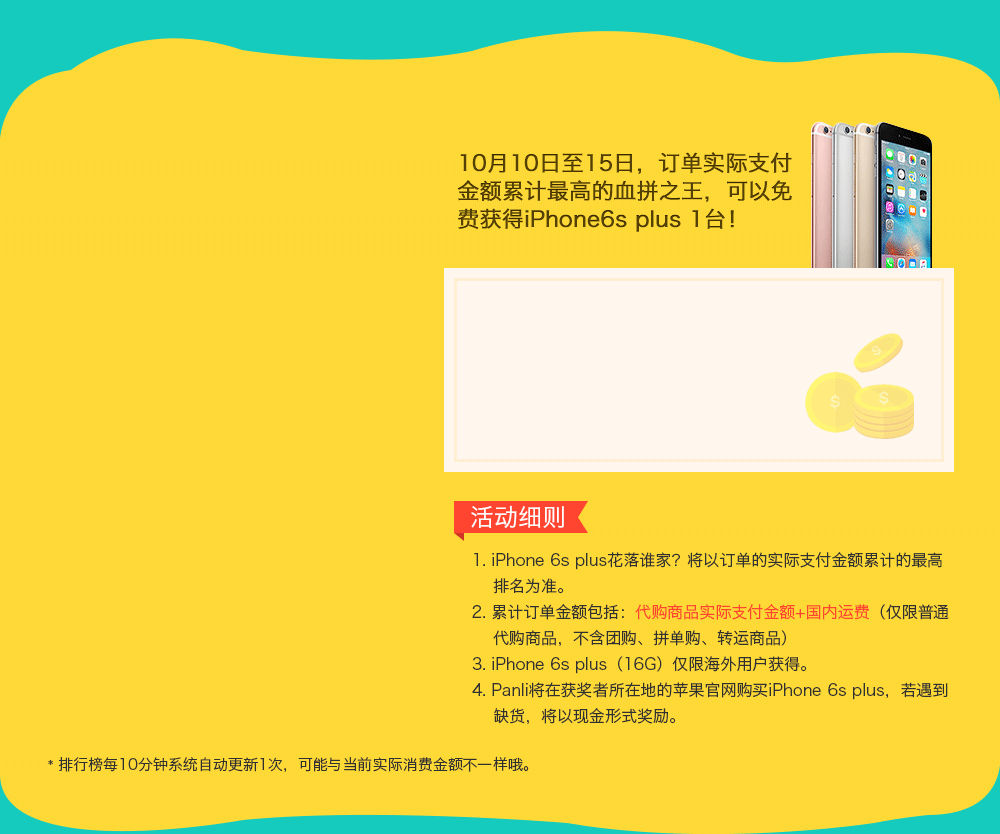 10月10日至15日，订单实际支付
金额累计最高的血拼之王，可以免
费获得iPhone6s plus 1台！
$
$
$
活动细则
1. iPhone 6s plus花落谁家？将以订单的实际支付金额累计的最高
排名为准。
2. 累计订单金额包括：代购商品实际支付金额+国内运费（仅限普通
代购商品，不含团购、拼单购、转运商品）
3. iPhone 6s plus（16G）仅限海外用户获得。
4. Panli将在获奖者所在地的苹果官网购买iPhone 6s plus，若遇到
缺货，将以现金形式奖励。
* 排行榜每10分钟系统自动更新1次，可能与当前实际消费金额不一样哦。